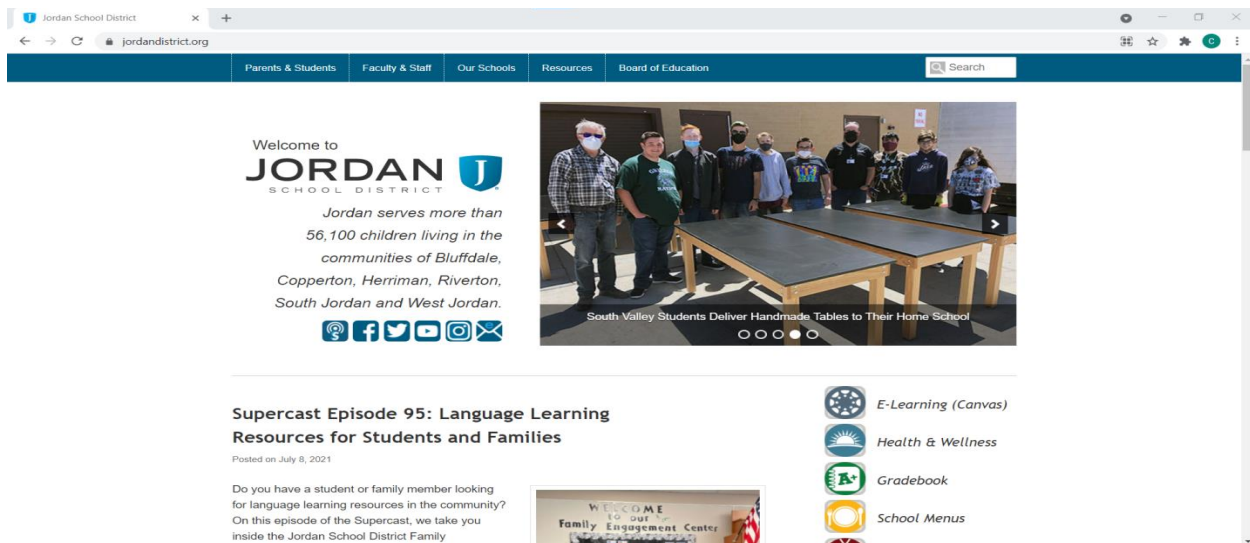 Jordan School District
jordandistrict.org
Parents & Students Faculty & Staff Our Schools Resources Board of Education Search
Welcome to
JORDAN
SCHOOL DISTRICT
Jordan serves more than
56,100 children living in the
communities of Bluffdale,
Copperton, Herriman, Riverton,
South Jordan and West Jordan.
South Valley Students Deliver Handmade Tables to Their Home School
Supercast Episode 95: Language Learning
Resources for Students and Families
Posted on July 8, 2021
Do you have a student or family member looking
for language learning resources in the community?
On this episode of the Supercast, we take you
inside the Jordan School District Family
WELCOME
to our
Family Engagement Center
E-Learning (Canvas)
Health & Wellness
A+
Gradebook
School Menus